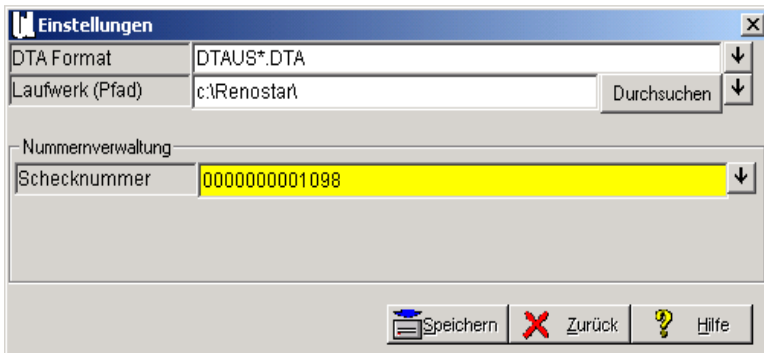 Einstellungen
DTA Format DTAUS*.DTA
Laufwerk (Pfad) c:\Renostar\ Durchsuchen
Nummernverwaltung
Schecknummer 0000000001098
Speichern Zurück Hilfe